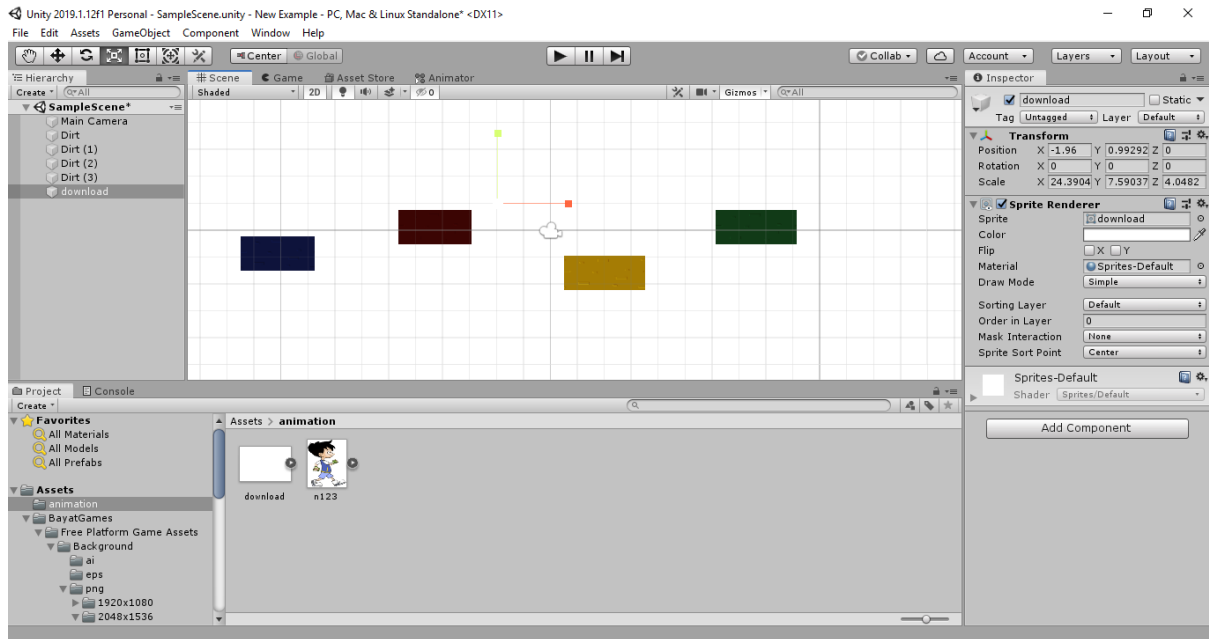 Unity 2019.1.12f1 Personal - SampleScene.unity - New Example - PC, Mac & Linux Standalone* <DX11>
File Edit Assets GameObject Component Window Help
Center Global Collab Account Layers Layout
Hierarchy
Create All
SampleScene*
Main Camera
Dirt
Dirt (1)
Dirt (2)
Dirt (3)
download
Scene Game Asset Store Animator
Shaded 2D 0 Gizmos All
Inspector
download Static
Tag Untagged Layer Default
Transform
Position X -1.96 Y 0.99292 Z 0
Rotation X 0 Y 0 Z 0
Scale X 24.3904 Y 7.59037 Z 4.0482
Sprite Renderer
Sprite download
Color
Flip X Y
Material Sprites-Default
Draw Mode Simple
Sorting Layer Default
Order in Layer 0
Mask Interaction None
Sprite Sort Point Center
Sprites-Default
Shader Sprites/Default
Add Component
Project Console
Create
Favorites
All Materials
All Models
All Prefabs
Assets
animation
BayatGames
Free Platform Game Assets
Background
ai
eps
png
1920x1080
2048x1536
Assets > animation
download n123